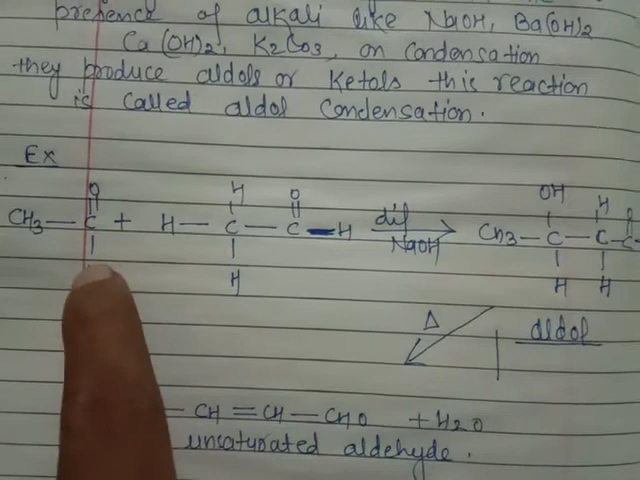 presence of alkali like NaOH, Ba(OH)2
Ca(OH)2, K2CO3, on condensation
they produce aldols or Ketols this reaction
is called aldol condensation.
Ex
O H O OH H
CH3 — C + H — C — C — H dil NaOH CH3 — C — C — C
H H H
Δ aldol
— CH = CH — CHO + H2O
unsaturated aldehyde.